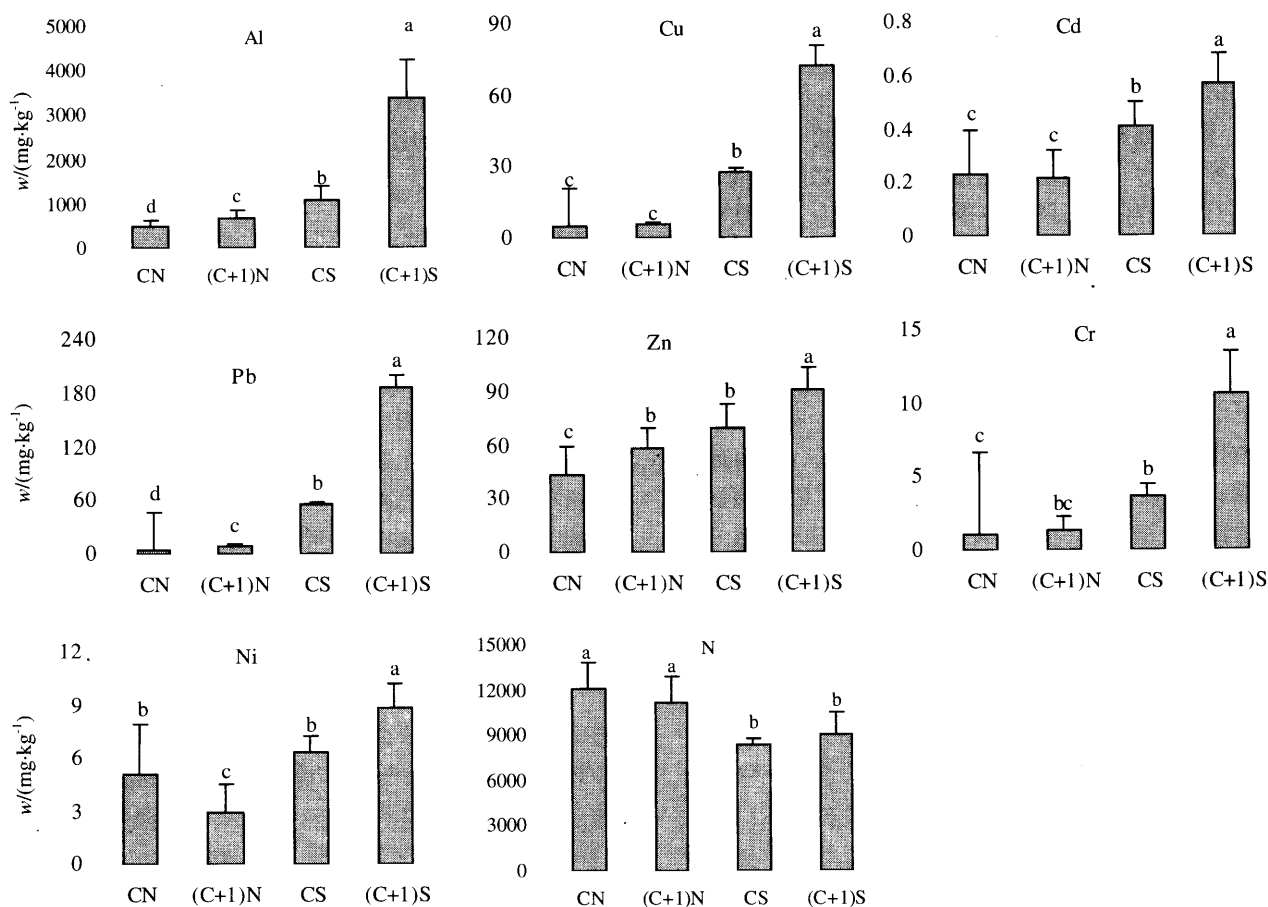 Al
w/(mg·kg⁻¹)
5000
4000
3000
2000
1000
0
d
c
b
a
CN
(C+1)N
CS
(C+1)S
Cu
90
60
30
0
c
c
b
a
CN
(C+1)N
CS
(C+1)S
Cd
0.8
0.6
0.4
0.2
0
c
c
b
a
CN
(C+1)N
CS
(C+1)S
Pb
w/(mg·kg⁻¹)
240
180
120
60
0
d
c
b
a
CN
(C+1)N
CS
(C+1)S
Zn
120
90
60
30
0
c
b
b
a
CN
(C+1)N
CS
(C+1)S
Cr
15
10
5
0
c
bc
b
a
CN
(C+1)N
CS
(C+1)S
Ni
w/(mg·kg⁻¹)
12
9
6
3
0
b
c
b
a
CN
(C+1)N
CS
(C+1)S
N
15000
12000
9000
6000
3000
0
a
a
b
b
CN
(C+1)N
CS
(C+1)S